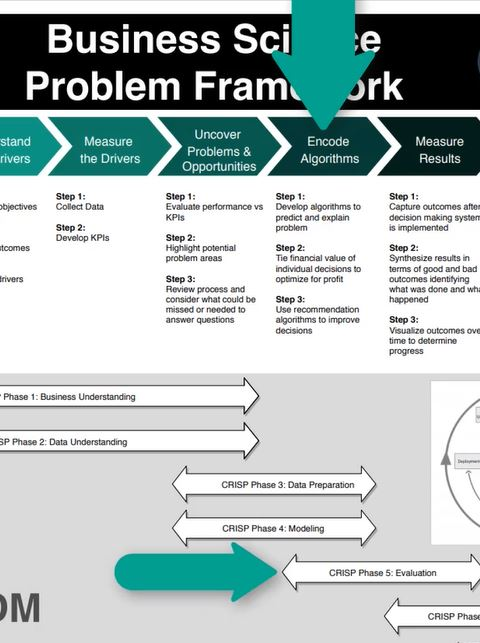 Business Sci ce
Problem Fram ork
stand
rivers
Measure
the Drivers
Uncover
Problems &
Opportunities
Encode
Algorithms
Measure
Results
objectives
utcomes
drivers
Step 1:
Collect Data
Step 2:
Develop KPIs
Step 1:
Evaluate performance vs
KPIs
Step 2:
Highlight potential
problem areas
Step 3:
Review process and
consider what could be
missed or needed to
answer questions
Step 1:
Develop algorithms to
predict and explain
problem
Step 2:
Tie financial value of
individual decisions to
optimize for profit
Step 3:
Use recommendation
algorithms to improve
decisions
Step 1:
Capture outcomes after
decision making system
is implemented
Step 2:
Synthesize results in
terms of good and bad
outcomes identifying
what was done and wha
happened
Step 3:
Visualize outcomes ove
time to determine
progress
P Phase 1: Business Understanding
SP Phase 2: Data Understanding
CRISP Phase 3: Data Preparation
CRISP Phase 4: Modeling
CRISP Phase 5: Evaluation
CRISP Phase
Deployment
OM